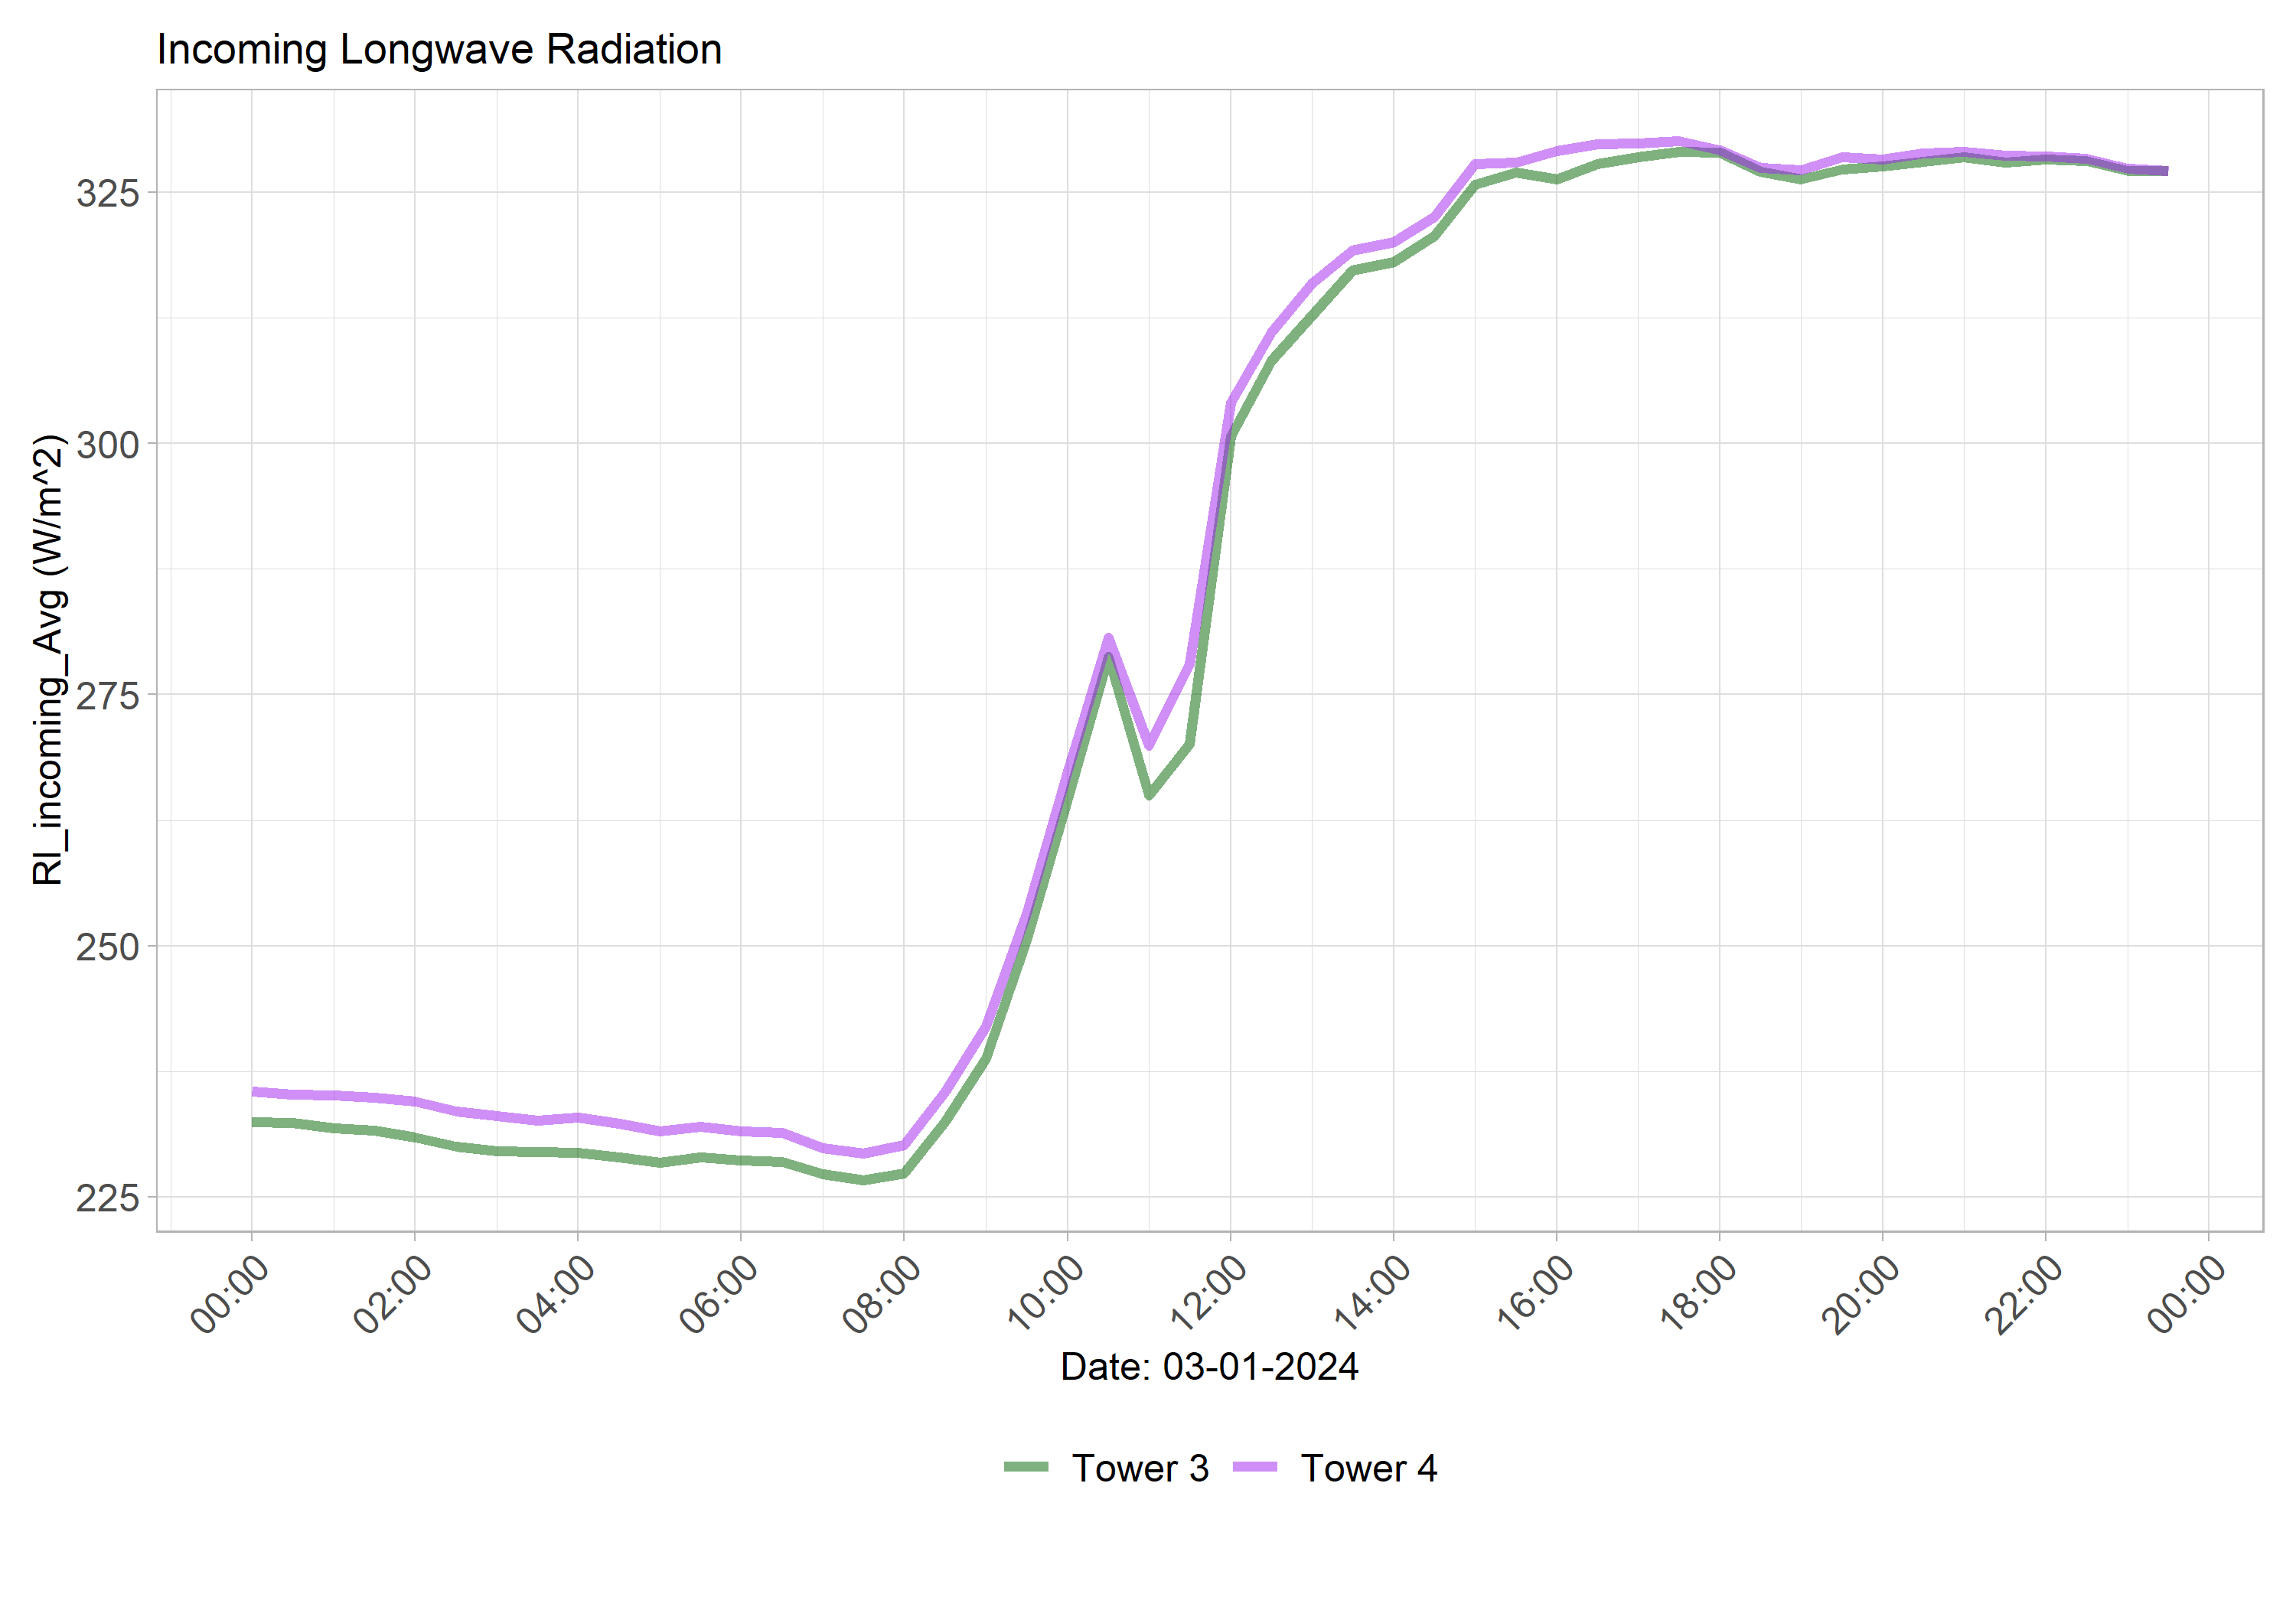 Incoming Longwave Radiation
Rl_incoming_Avg (W/m^2)
325
300
275
250
225
00:00 02:00 04:00 06:00 08:00 10:00 12:00 14:00 16:00 18:00 20:00 22:00 00:00
Date: 03-01-2024
Tower 3 Tower 4